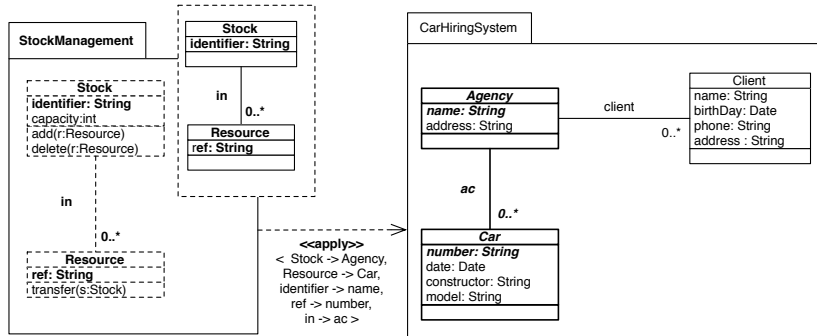 StockManagement
Stock
identifier: String
capacity:int
add(r:Resource)
delete(r:Resource)
in
0..*
Resource
ref: String
transfer(s:Stock)
Stock
identifier: String
in
0..*
Resource
ref: String
<<apply>>
< Stock -> Agency,
Resource -> Car,
identifier -> name,
ref -> number,
in -> ac >
CarHiringSystem
Agency
name: String
address: String
client
0..*
Client
name: String
birthDay: Date
phone: String
address : String
ac
0..*
Car
number: String
date: Date
constructor: String
model: String